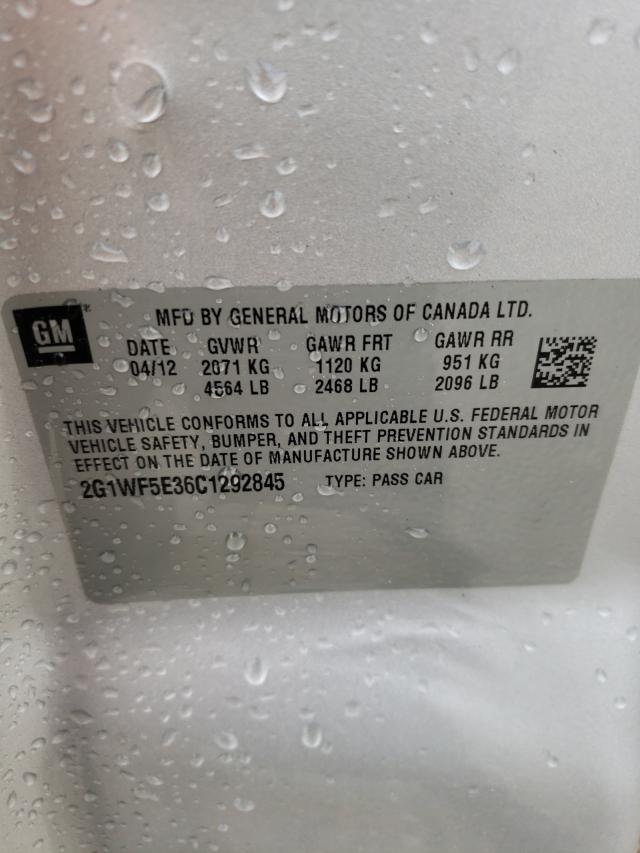 GM
MFD BY GENERAL MOTORS OF CANADA LTD.
DATE GVWR GAWR FRT GAWR RR
04/12 2071 KG 1120 KG 951 KG
4564 LB 2468 LB 2096 LB
THIS VEHICLE CONFORMS TO ALL APPLICABLE U.S. FEDERAL MOTOR
VEHICLE SAFETY, BUMPER, AND THEFT PREVENTION STANDARDS IN
EFFECT ON THE DATE OF MANUFACTURE SHOWN ABOVE.
2G1WF5E36C1292845 TYPE: PASS CAR